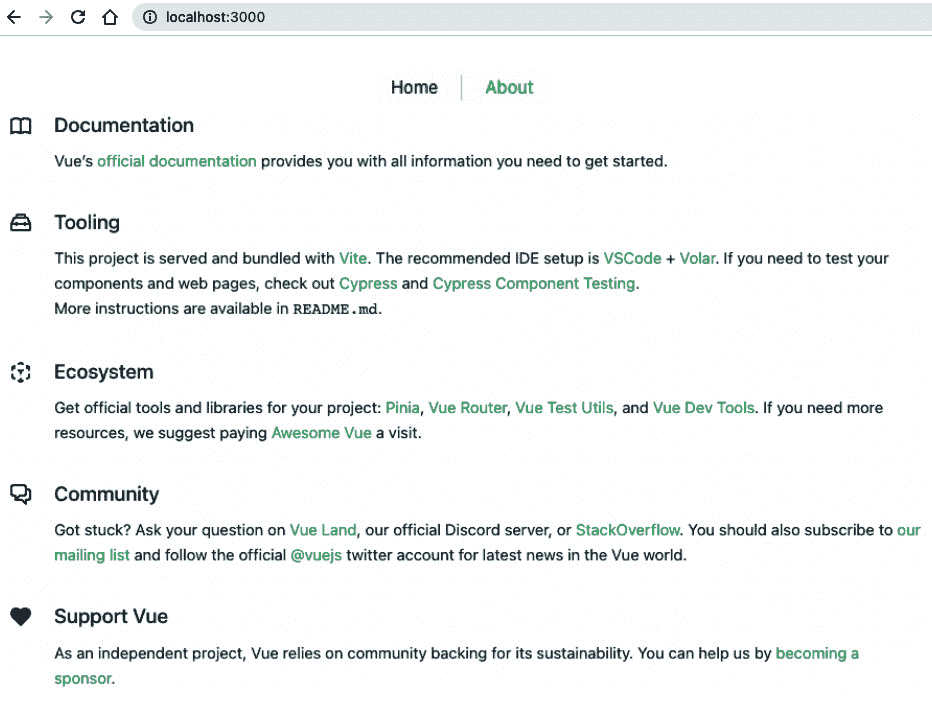 localhost:3000
Home About
Documentation
Vue's official documentation provides you with all information you need to get started.
Tooling
This project is served and bundled with Vite. The recommended IDE setup is VSCode + Volar. If you need to test your
components and web pages, check out Cypress and Cypress Component Testing.
More instructions are available in README.md.
Ecosystem
Get official tools and libraries for your project: Pinia, Vue Router, Vue Test Utils, and Vue Dev Tools. If you need more
resources, we suggest paying Awesome Vue a visit.
Community
Got stuck? Ask your question on Vue Land, our official Discord server, or StackOverflow. You should also subscribe to our
mailing list and follow the official @vuejs twitter account for latest news in the Vue world.
Support Vue
As an independent project, Vue relies on community backing for its sustainability. You can help us by becoming a
sponsor.